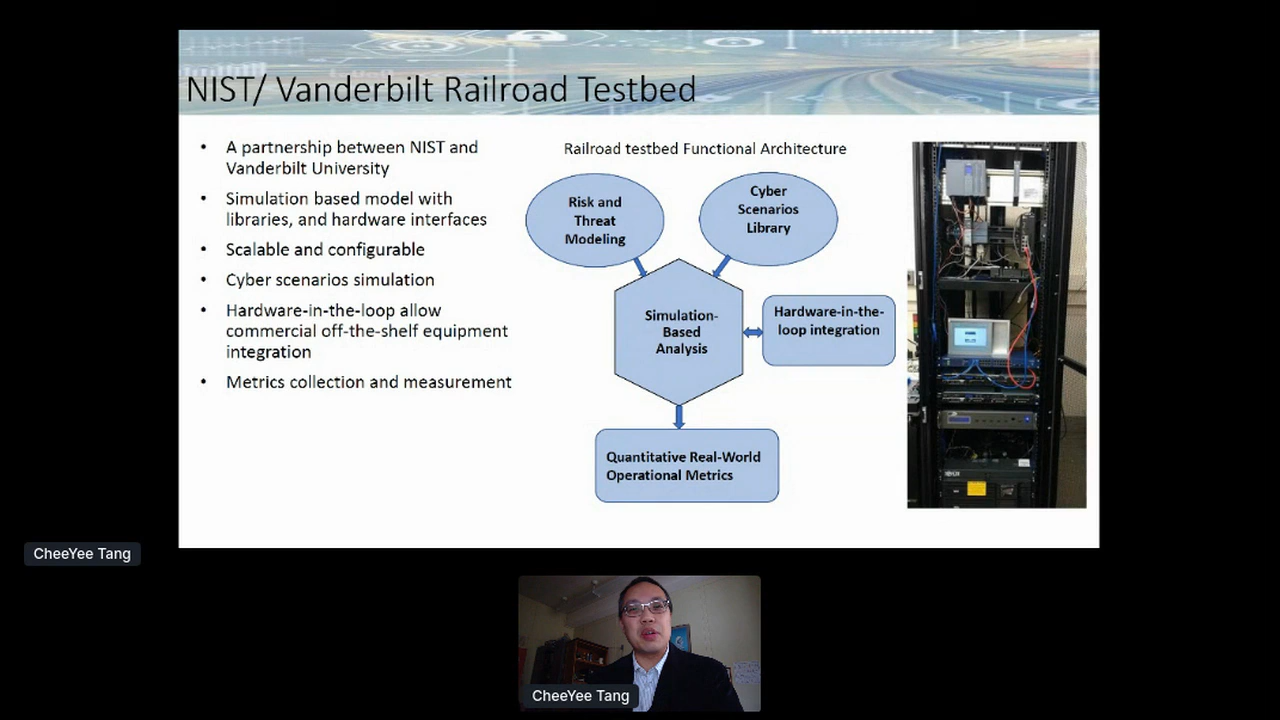 NIST/ Vanderbilt Railroad Testbed
• A partnership between NIST and
Vanderbilt University
• Simulation based model with
libraries, and hardware interfaces
• Scalable and configurable
• Cyber scenarios simulation
• Hardware-in-the-loop allow
commercial off-the-shelf equipment
integration
• Metrics collection and measurement
Railroad testbed Functional Architecture
Risk and
Threat
Modeling
Cyber
Scenarios
Library
Simulation-
Based
Analysis
Hardware-in-the-
loop integration
Quantitative Real-World
Operational Metrics
CheeYee Tang
CheeYee Tang